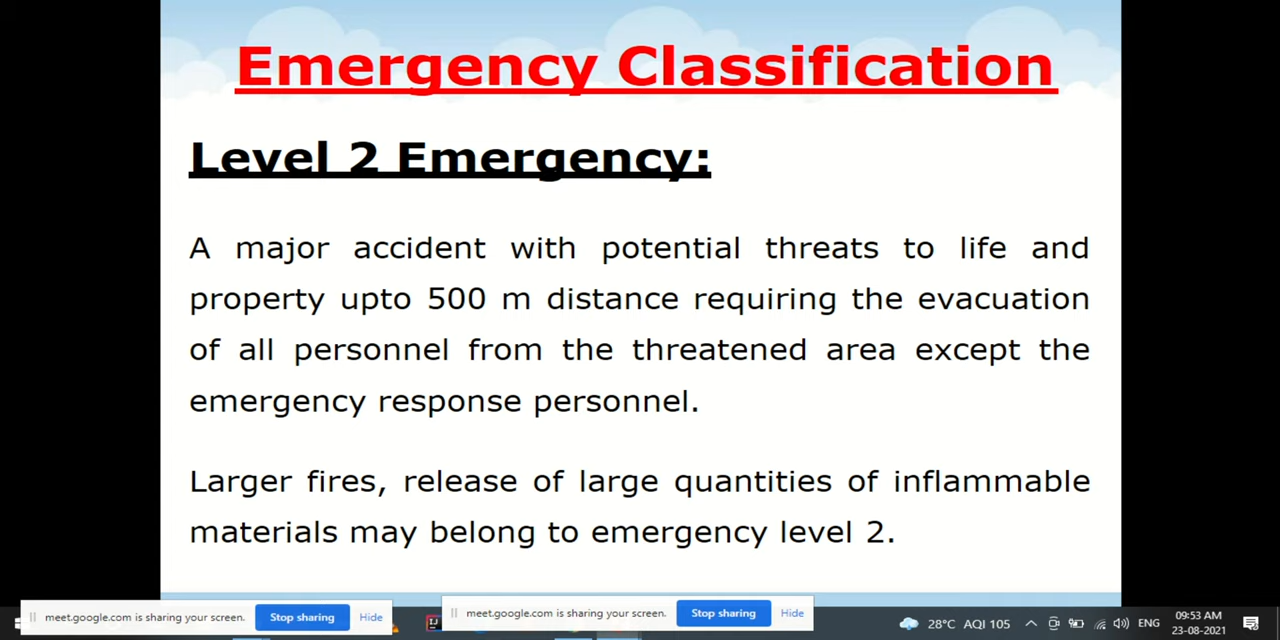 Emergency Classification
Level 2 Emergency:
A major accident with potential threats to life and
property upto 500 m distance requiring the evacuation
of all personnel from the threatened area except the
emergency response personnel.
Larger fires, release of large quantities of inflammable
materials may belong to emergency level 2.
meet.google.com is sharing your screen. Stop sharing Hide
meet.google.com is sharing your screen. Stop sharing Hide
28°C AQI 105 ENG 09:53 AM
23-08-2021